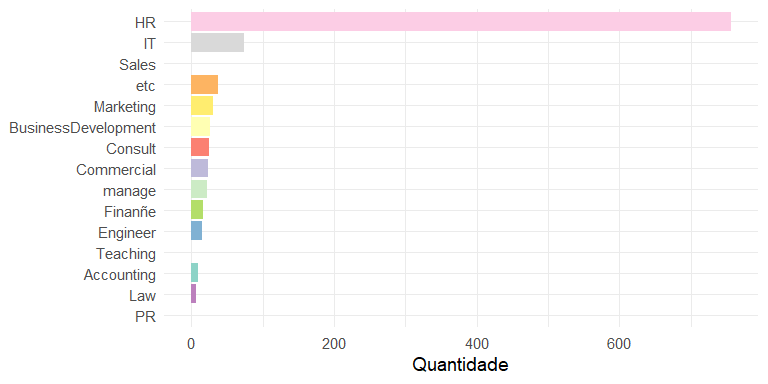 HR
IT
Sales
etc
Marketing
BusinessDevelopment
Consult
Commercial
manage
Finanñe
Engineer
Teaching
Accounting
Law
PR
0 200 400 600
Quantidade